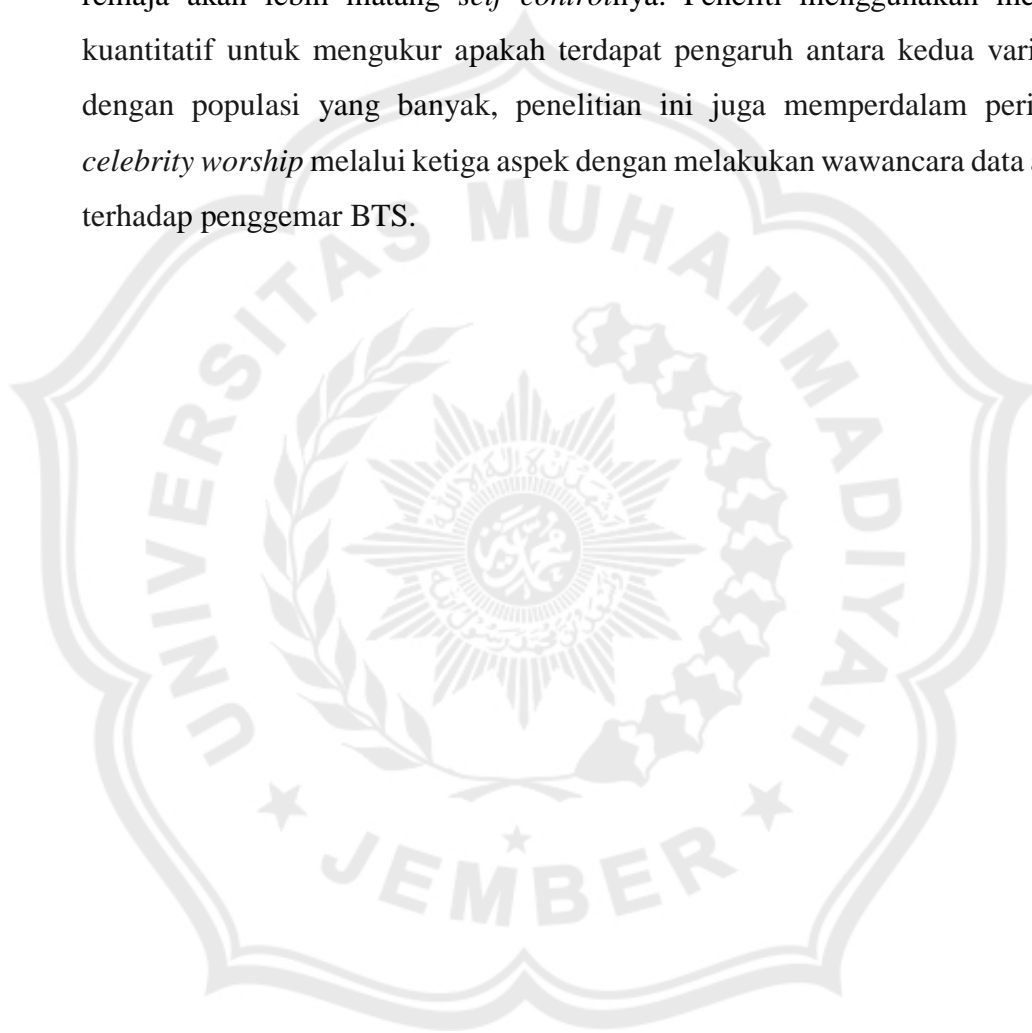 remaja akan lebih matang self controlnya. Peneliti menggunakan me
kuantitatif untuk mengukur apakah terdapat pengaruh antara kedua vari
dengan populasi yang banyak, penelitian ini juga memperdalam peri
celebrity worship melalui ketiga aspek dengan melakukan wawancara data
terhadap penggemar BTS.
UNIVERSITAS MUHAMMADIYAH
JEMBER